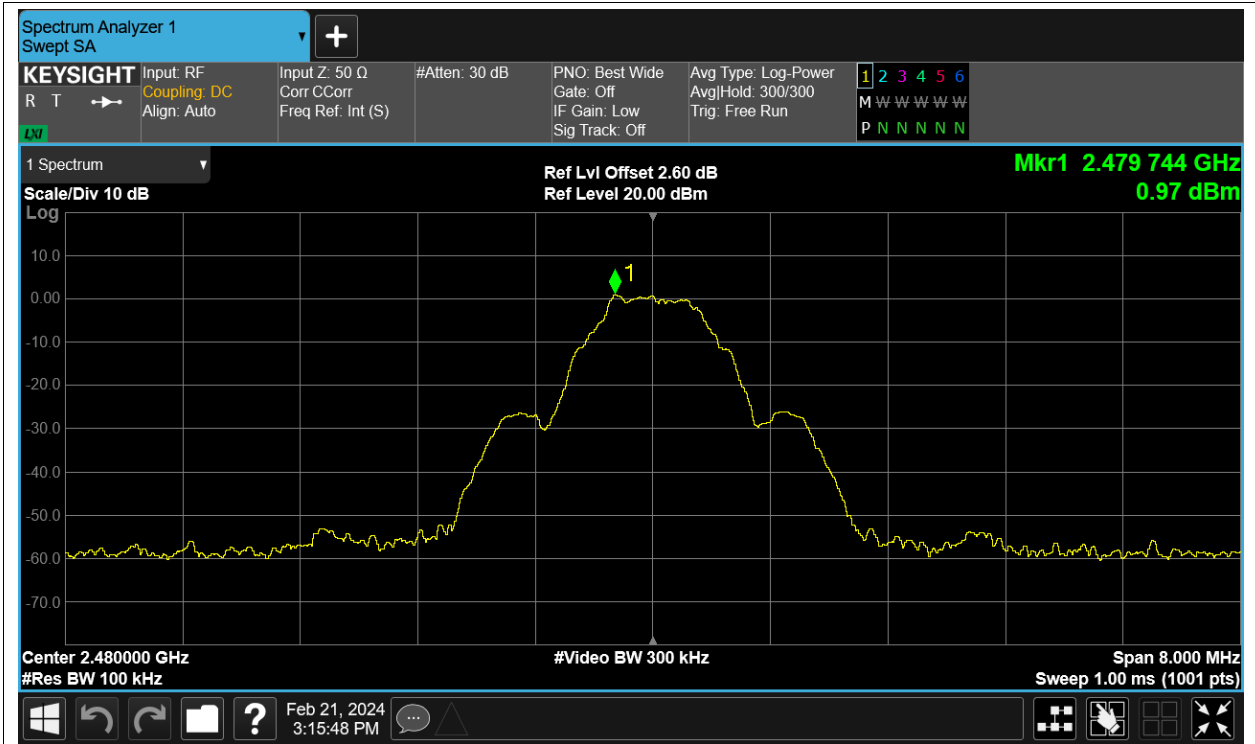 Spectrum Analyzer 1
Swept SA
+
KEYSIGHT
R T
LXI
Input: RF
Coupling: DC
Align: Auto
Input Z: 50 Ω
Corr CCorr
Freq Ref: Int (S)
#Atten: 30 dB
PNO: Best Wide
Gate: Off
IF Gain: Low
Sig Track: Off
Avg Type: Log-Power
Avg|Hold: 300/300
Trig: Free Run
1 2 3 4 5 6
M W W W W W
P N N N N N
1 Spectrum
Scale/Div 10 dB
Log
Ref Lvl Offset 2.60 dB
Ref Level 20.00 dBm
Mkr1 2.479 744 GHz
0.97 dBm
1
10.0
0.00
-10.0
-20.0
-30.0
-40.0
-50.0
-60.0
-70.0
Center 2.480000 GHz
#Video BW 300 kHz
Span 8.000 MHz
#Res BW 100 kHz
Sweep 1.00 ms (1001 pts)
?
Feb 21, 2024
3:15:48 PM